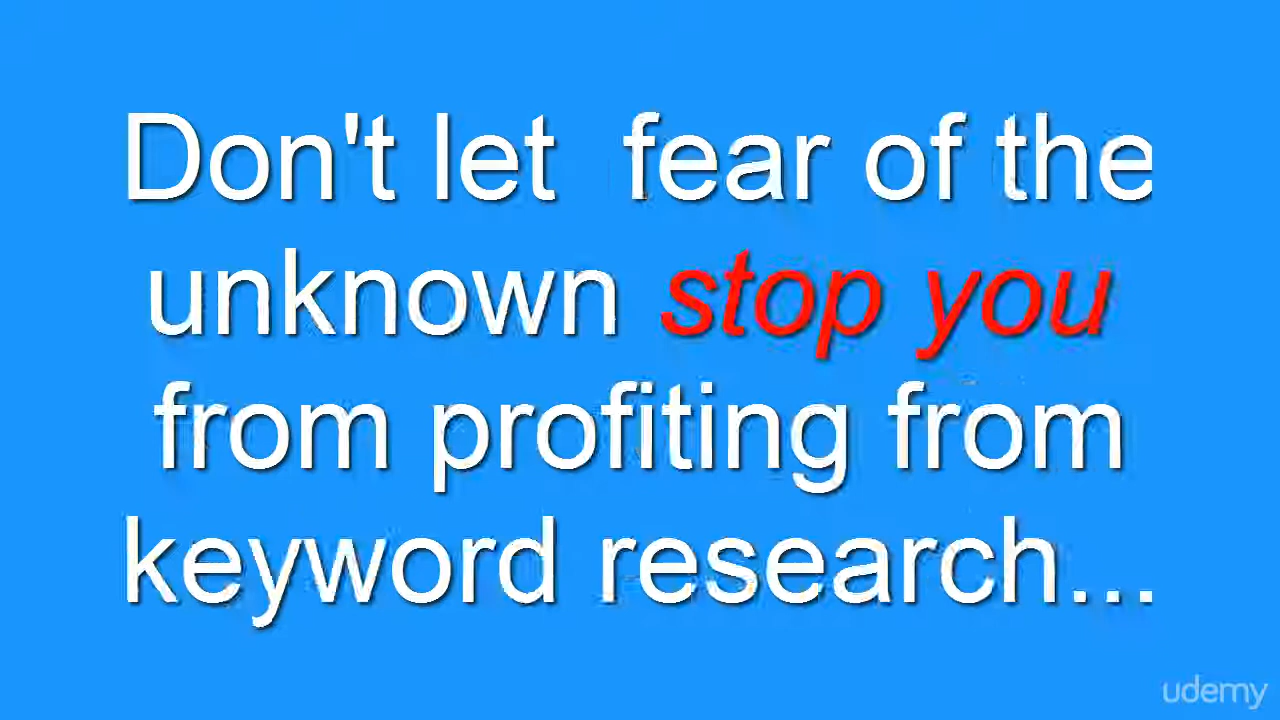 Don't let  fear of the
unknown stop you
from profiting from
keyword research...
udemy